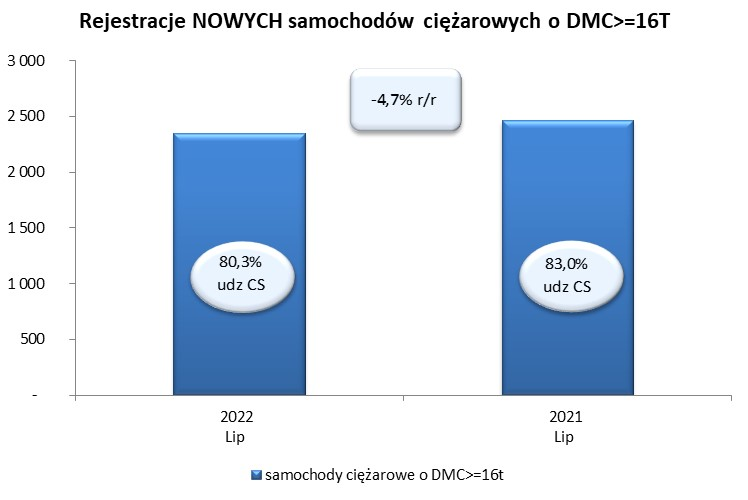 Rejestracje NOWYCH samochodów ciężarowych o DMC>=16T
3 000
2 500
2 000
1 500
1 000
500
-
-4,7% r/r
80,3%
udz CS
83,0%
udz CS
2022
Lip
2021
Lip
samochody ciężarowe o DMC>=16t